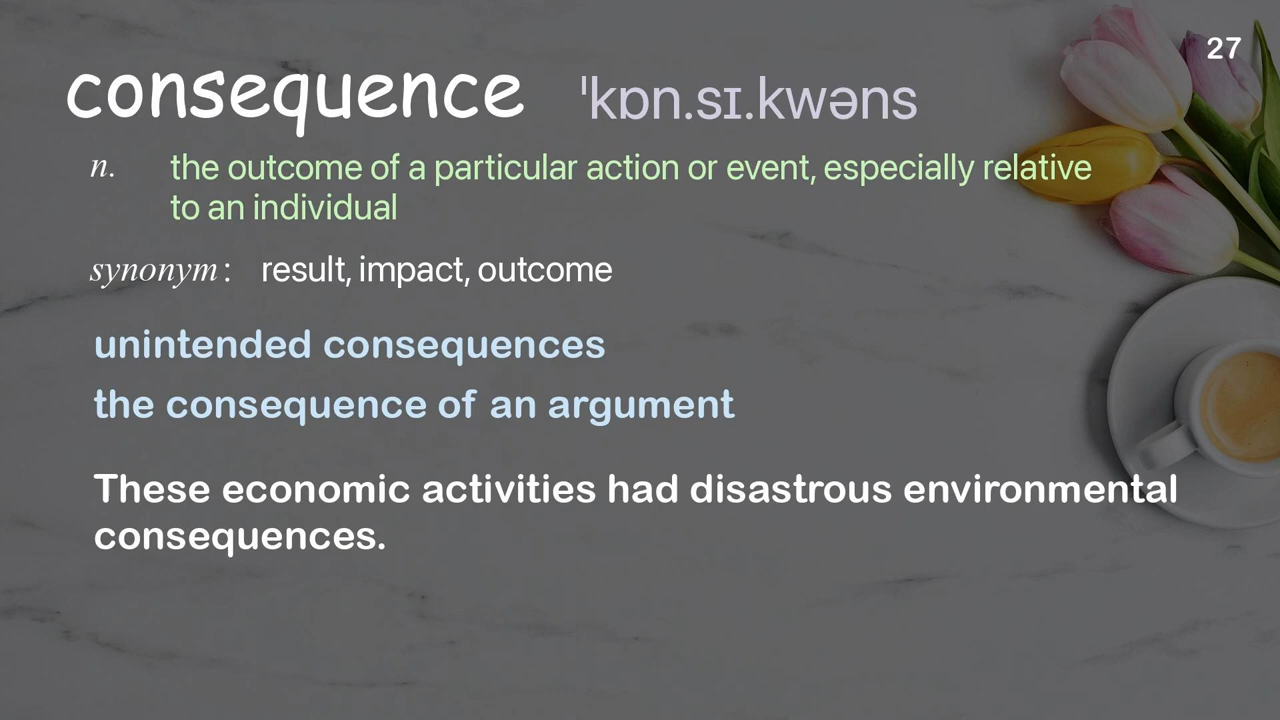 27
consequence ˈkɒn.sɪ.kwəns
n. the outcome of a particular action or event, especially relative
to an individual
synonym: result, impact, outcome
unintended consequences
the consequence of an argument
These economic activities had disastrous environmental
consequences.